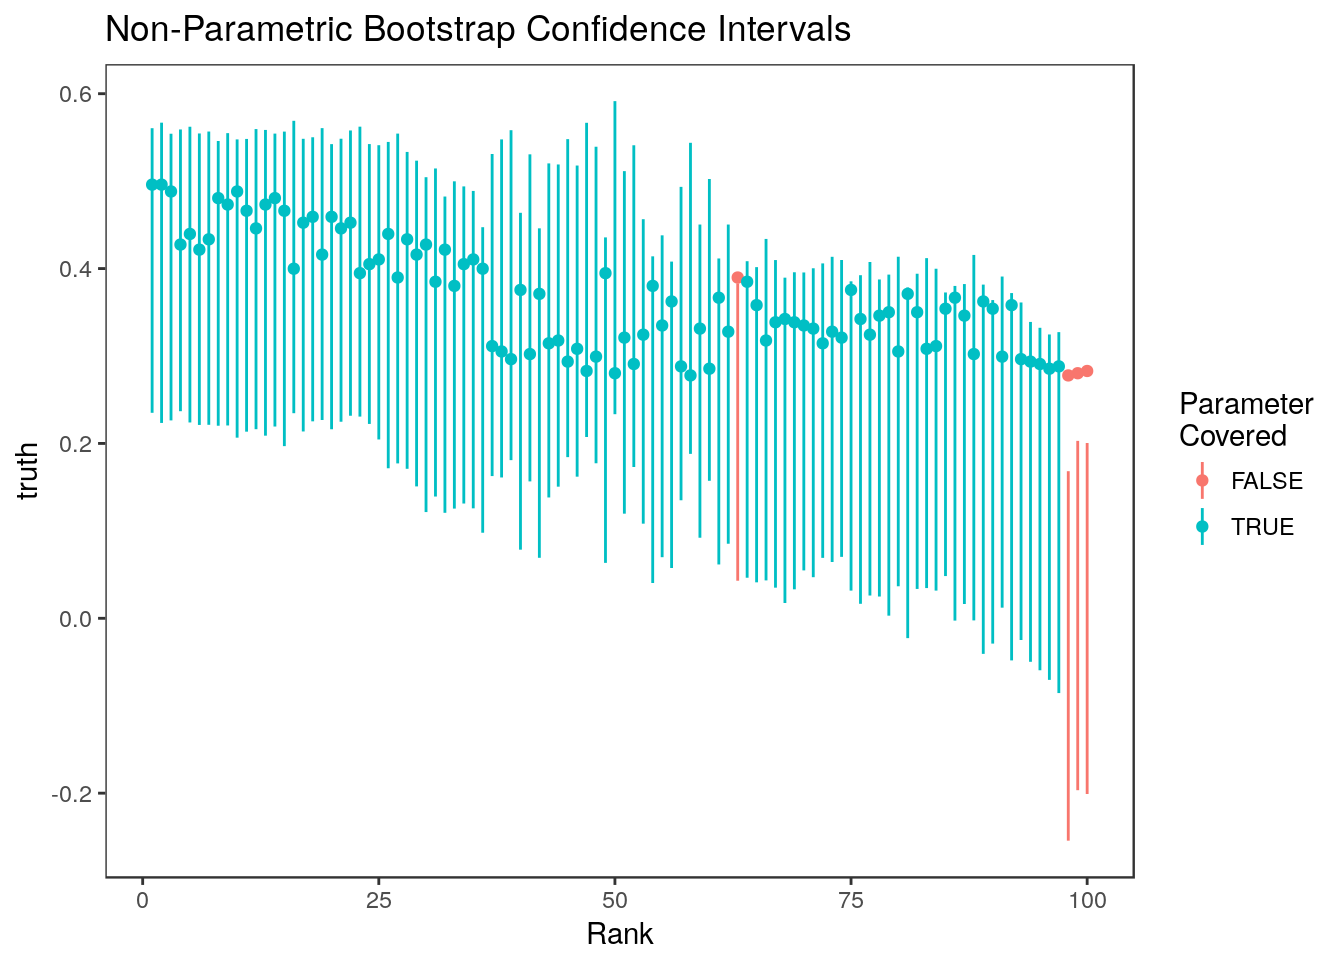 Non-Parametric Bootstrap Confidence Intervals
0.6
0.4
0.2
0.0
-0.2
truth
0
25
50
75
100
Rank
Parameter
Covered
FALSE
TRUE